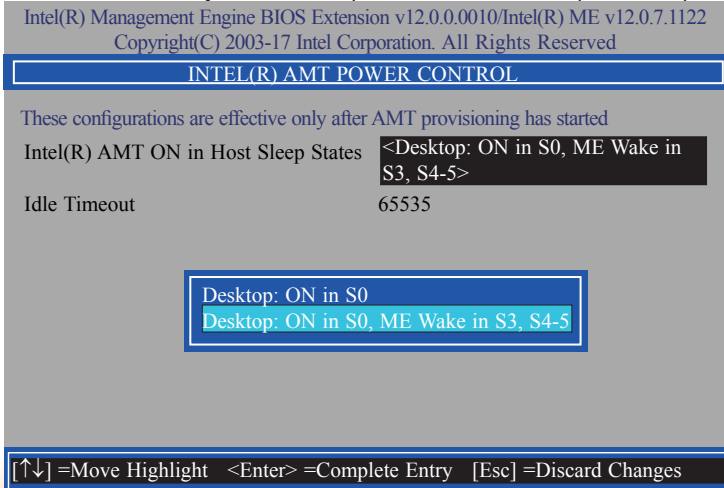 Intel(R) Management Engine BIOS Extension v12.0.0.0010/Intel(R) ME v12.0.7.1122
Copyright(C) 2003-17 Intel Corporation. All Rights Reserved
INTEL(R) AMT POWER CONTROL
These configurations are effective only after AMT provisioning has started
Intel(R) AMT ON in Host Sleep States <Desktop: ON in S0, ME Wake in
S3, S4-5>
Idle Timeout 65535
Desktop: ON in S0
Desktop: ON in S0, ME Wake in S3, S4-5
[↑↓] =Move Highlight <Enter> =Complete Entry [Esc] =Discard Changes